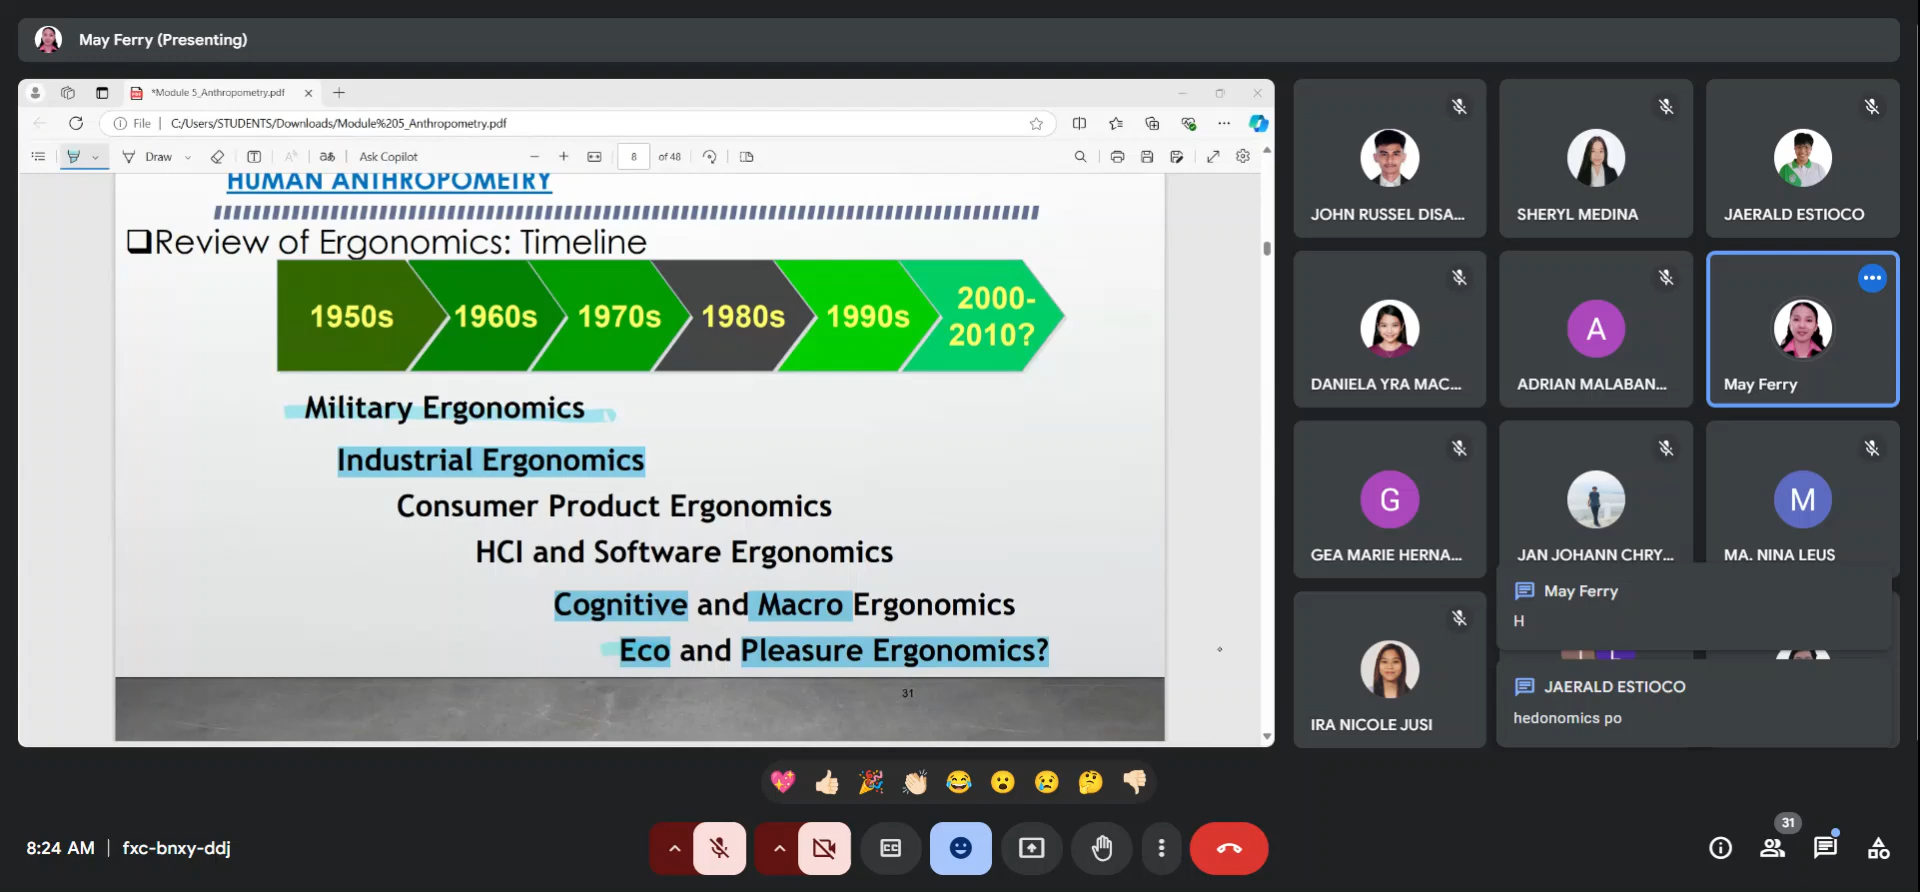 May Ferry (Presenting)
*Module 5_Anthropometry.pdf
File | C:/Users/STUDENTS/Downloads/Module%205_Anthropometry.pdf
Draw
Ask Copilot
8 of 48
HUMAN ANTHROPOMETRY
Review of Ergonomics: Timeline
1950s 1960s 1970s 1980s 1990s 2000-2010?
Military Ergonomics
Industrial Ergonomics
Consumer Product Ergonomics
HCI and Software Ergonomics
Cognitive and Macro Ergonomics
Eco and Pleasure Ergonomics?
31
JOHN RUSSEL DISA...
SHERYL MEDINA
JAERALD ESTIOCO
DANIELA YRA MAC...
A
ADRIAN MALABAN...
May Ferry
G
GEA MARIE HERNA...
JAN JOHANN CHRY...
M
MA. NINA LEUS
IRA NICOLE JUSI
May Ferry
H
JAERALD ESTIOCO
hedonomics po
8:24 AM | fxc-bnxy-ddj
CC
31